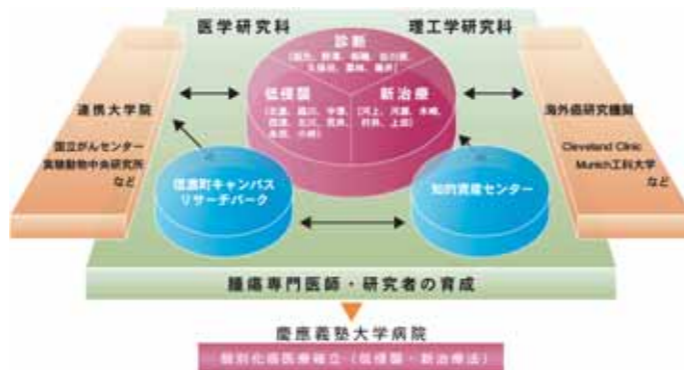 医学研究科
理工学研究科
診断
低侵襲
新治療
連携大学院
国立がんセンター
実験動物中央研究所
など
海外癌研究機関
Cleveland Clinic
Munich工科大学
など
信濃町キャンパス
リサーチパーク
知的資産センター
腫瘍専門医師・研究者の育成
慶應義塾大学病院
個別化癌医療確立（低侵襲・新治療法）